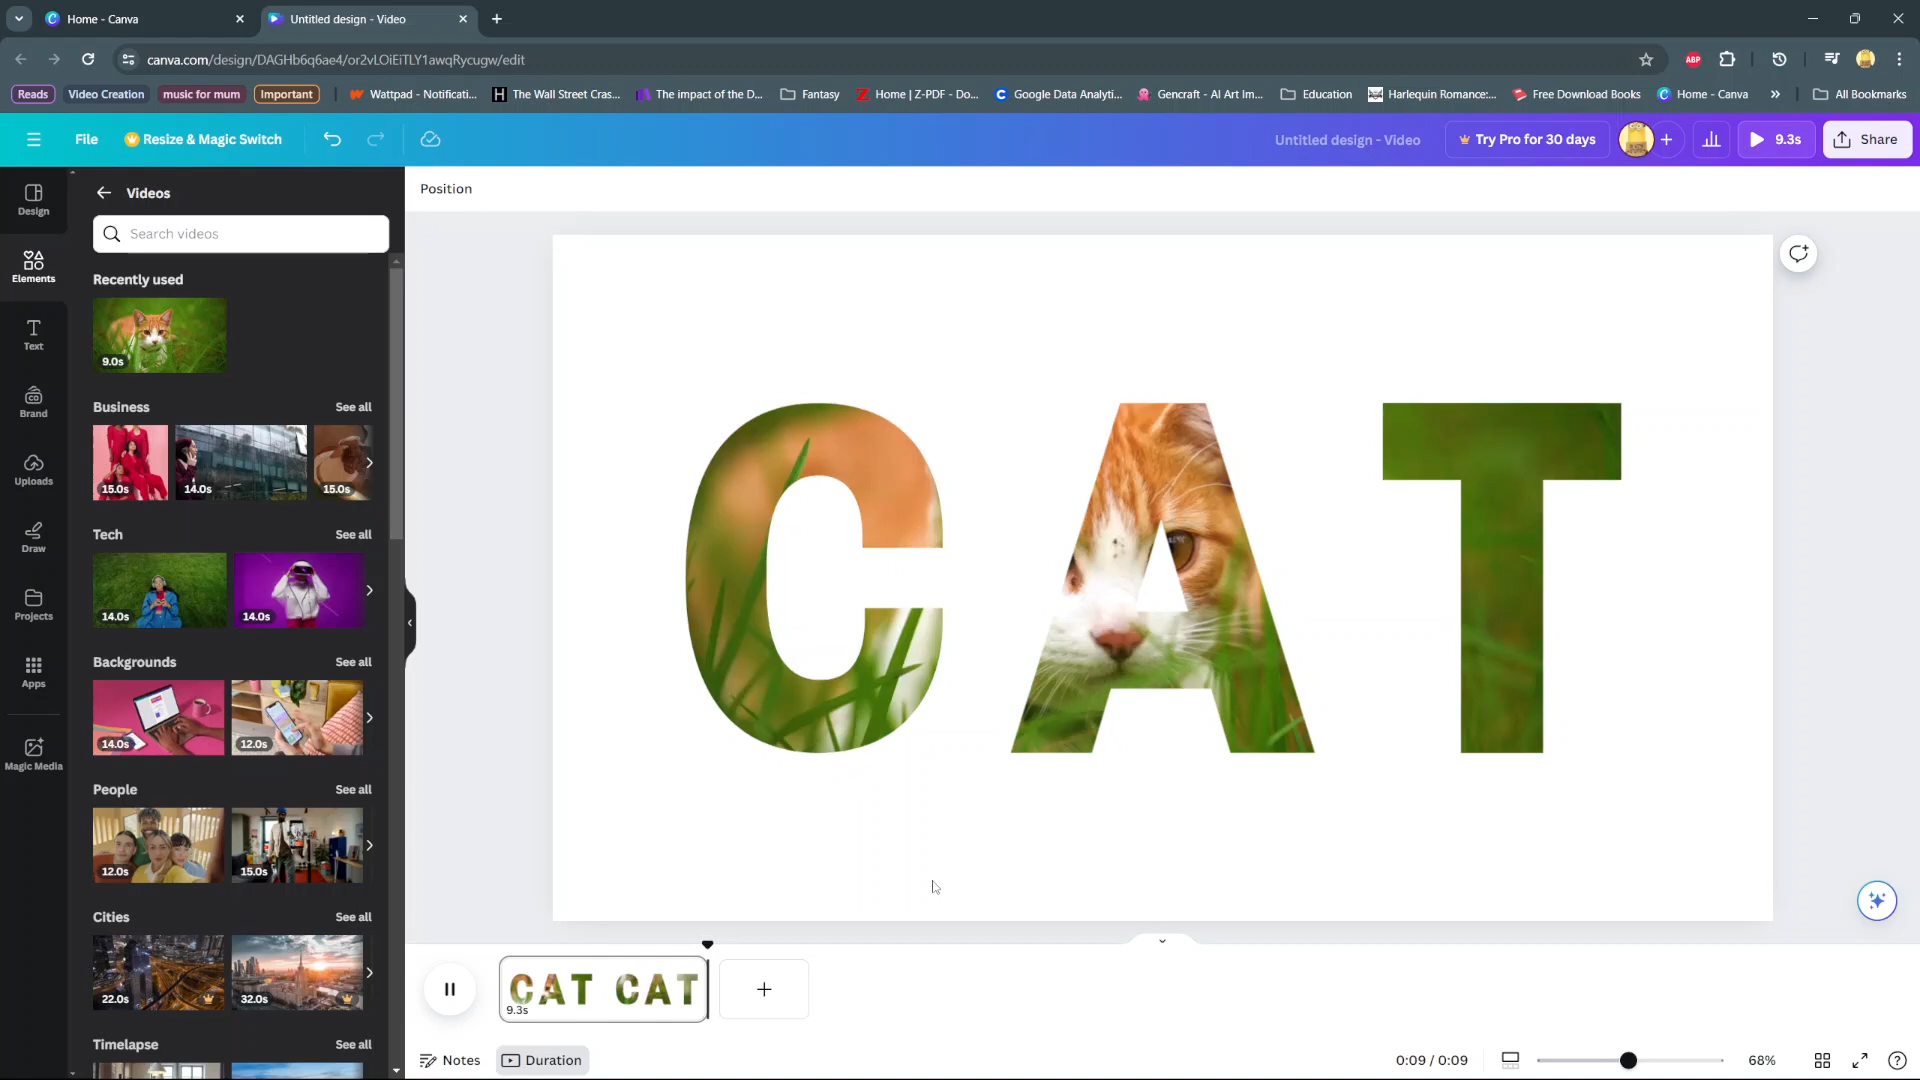 Home - Canva
Untitled design - Video
canva.com/design/DAGHb6q6ae4/or2vLOiEiTLY1awqRycugw/edit
ABP
Reads
Video Creation
music for mum
Important
Wattpad - Notificati...
The Wall Street Cras...
The impact of the D...
Fantasy
Home | Z-PDF - Do...
Google Data Analyti...
Gencraft - AI Art Im...
Education
Harlequin Romance:...
Free Download Books
Home - Canva
All Bookmarks
File
Resize & Magic Switch
Untitled design - Video
Try Pro for 30 days
9.3s
Share
Design
Elements
Text
Brand
Uploads
Draw
Projects
Apps
Magic Media
Videos
Search videos
Recently used
9.0s
Business
See all
15.0s
14.0s
15.0s
Tech
See all
14.0s
14.0s
Backgrounds
See all
14.0s
12.0s
People
See all
12.0s
15.0s
Cities
See all
22.0s
32.0s
Timelapse
See all
Position
CAT
CAT CAT
9.3s
Notes
Duration
0:09 / 0:09
68%